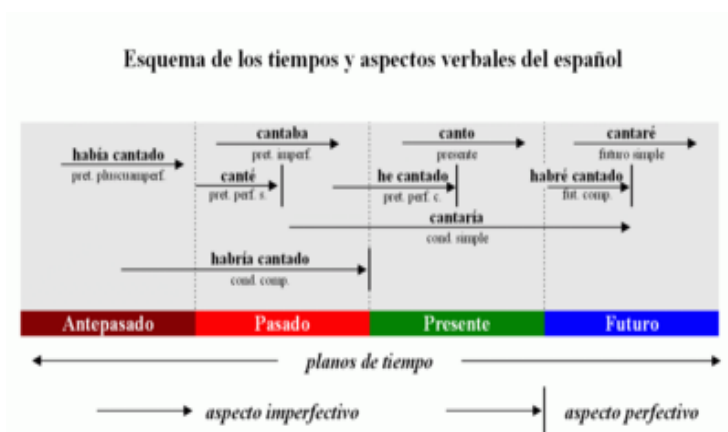 Esquema de los tiempos y aspectos verbales del español
cantaba canto cantaré
había cantado pret. imperf. presente futuro simple
pret. pluscuamperf. canté he cantado habré cantado
pret. perf. s. pret. perf. c. fut. comp.
cantaría
cond. simple
habría cantado
cond. comp.
Antepasado Pasado Presente Futuro
planos de tiempo
aspecto imperfectivo aspecto perfectivo